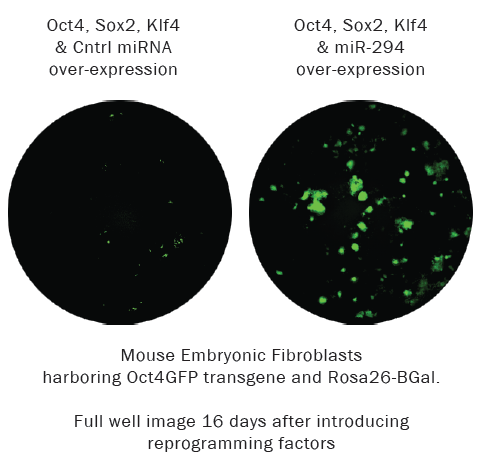 Oct4, Sox2, Klf4
& Cntrl miRNA
over-expression
Oct4, Sox2, Klf4
& miR-294
over-expression
Mouse Embryonic Fibroblasts
harboring Oct4GFP transgene and Rosa26-BGal.
Full well image 16 days after introducing
reprogramming factors